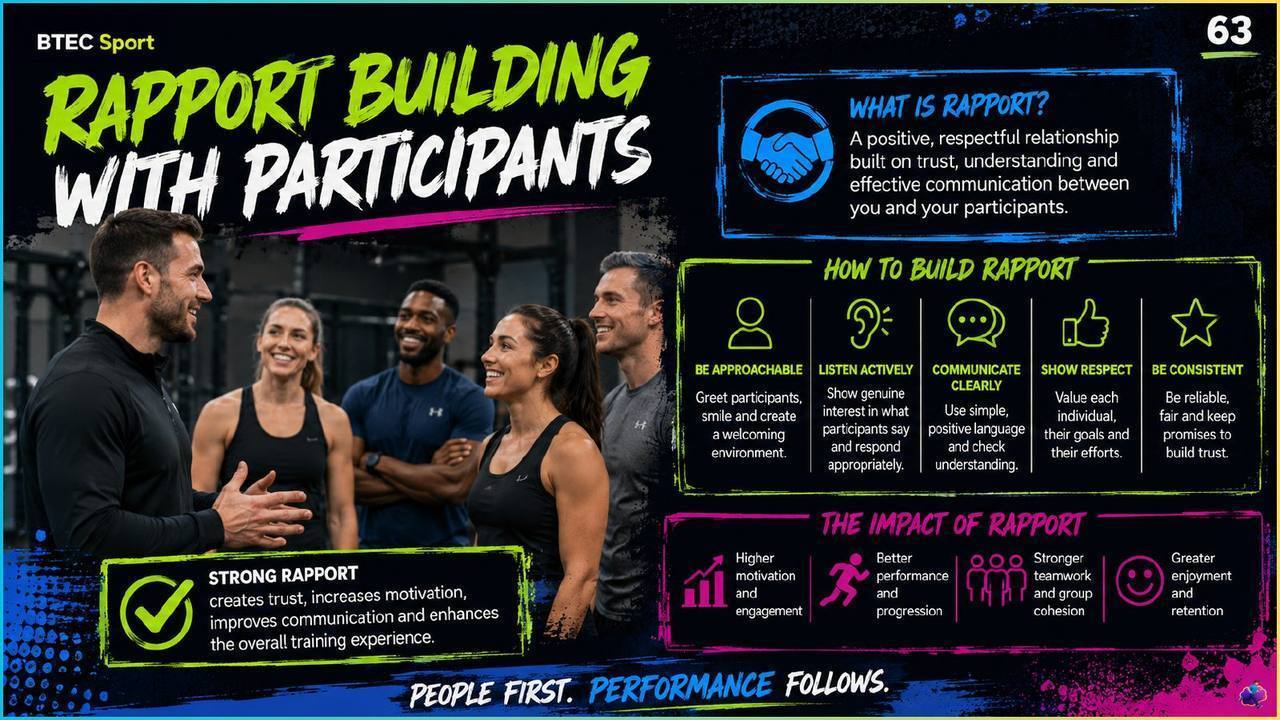 BTEC Sport
RAPPORT BUILDING
WITH PARTICIPANTS
63
WHAT IS RAPPORT?
A positive, respectful relationship
built on trust, understanding and
effective communication between
you and your participants.
HOW TO BUILD RAPPORT
BE APPROACHABLE
Greet participants,
smile and create
a welcoming
environment.
LISTEN ACTIVELY
Show genuine
interest in what
participants say
and respond
appropriately.
COMMUNICATE
CLEARLY
Use simple,
positive language
and check
understanding.
SHOW RESPECT
Value each
individual,
their goals and
their efforts.
BE CONSISTENT
Be reliable,
fair and keep
promises to
build trust.
THE IMPACT OF RAPPORT
Higher
motivation
and
engagement
Better
performance
and
progression
Stronger
teamwork
and group
cohesion
Greater
enjoyment
and
retention
STRONG RAPPORT
creates trust, increases motivation,
improves communication and enhances
the overall training experience.
PEOPLE FIRST. PERFORMANCE FOLLOWS.